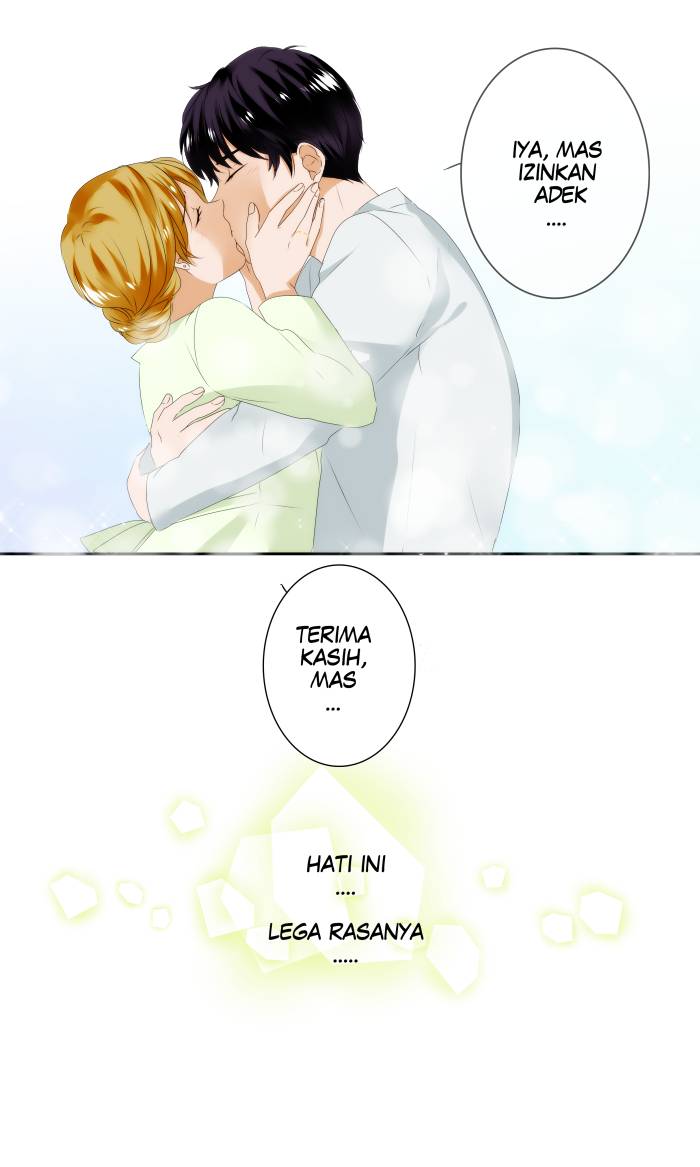 IYA, MAS
IZINKAN
ADEK
....
TERIMA
KASIH,
MAS
...
HATI INI
....
LEGA RASANYA
.....